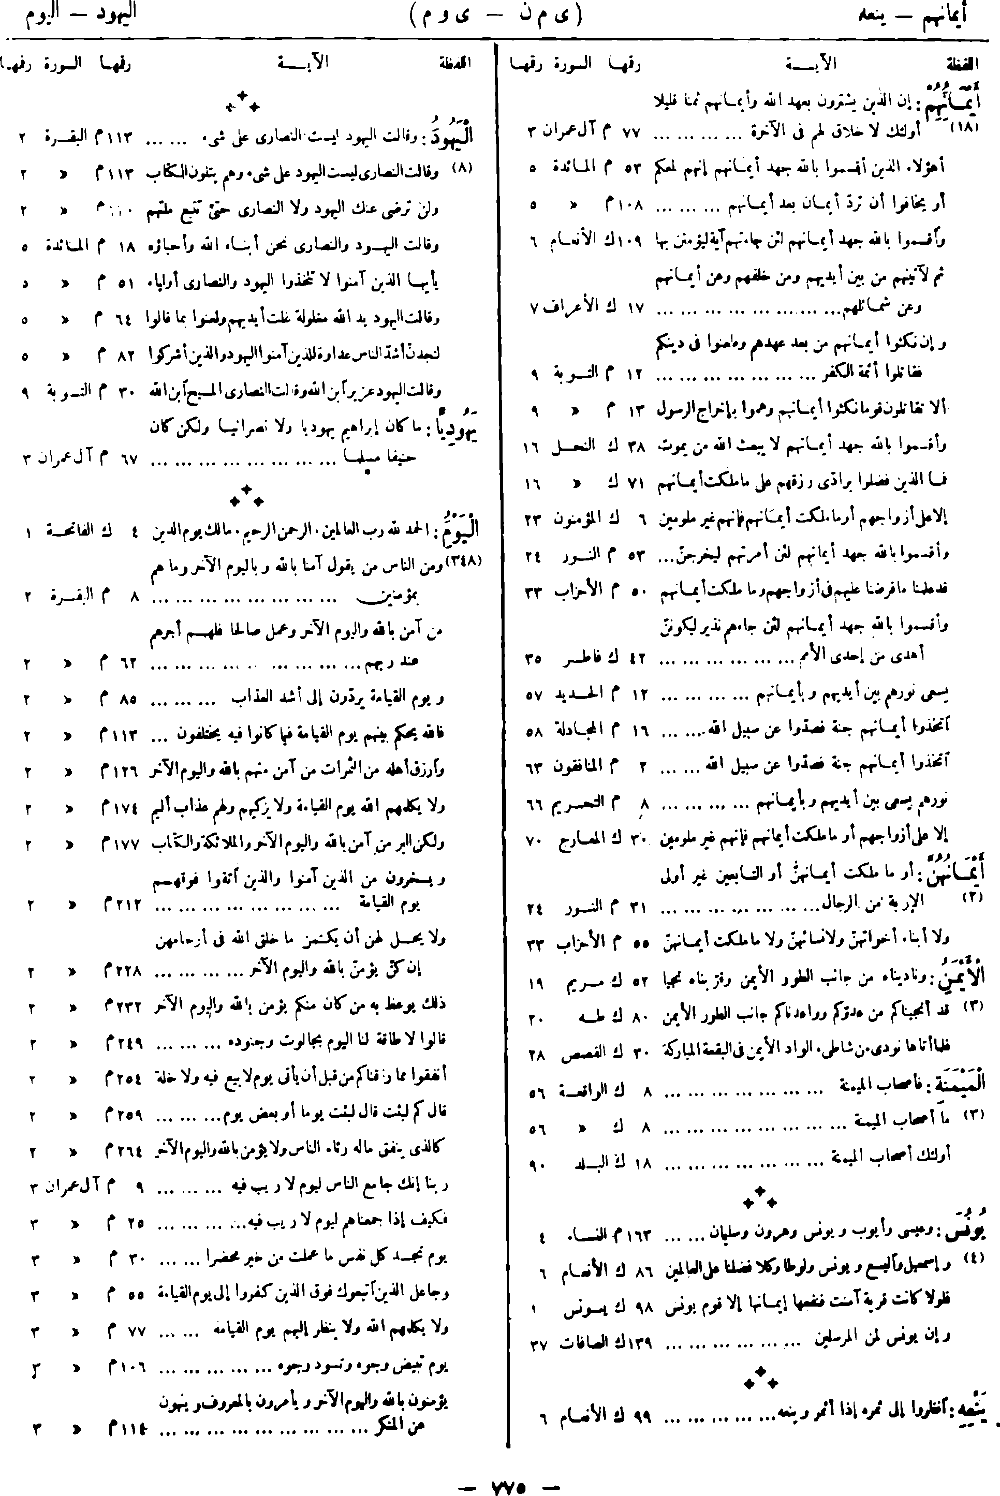 أيمانهم — ينعه
(ى م ن — ى و م)
اليهود — اليوم
اللفظة الآيــة رقمها السورة رقمها
أَيْمَانِهِمْ : إن الذين يشترون بعهد الله وأيمانهم ثمنا قليلا
(١٨) أولئك لا خلاق لهم فى الآخرة ... ... ... ٧٧ م آل عمران ٣
أهؤلاء الذين أقسموا بالله جهد أيمانهم إنهم لمعكم ٥٣ م المائدة ٥
أو يخافوا أن تردّ أيمان بعد أيمانهم ... ... ... ١٠٨ م « ٥
وأقسموا بالله جهد أيمانهم لئن جاءتهم آية ليؤمنن بها ١٠٩ ك الأنعام ٦
ثم لآتينهم من بين أيديهم ومن خلفهم وعن أيمانهم
وعن شمائلهم ... ... ... ... ... ... ١٧ ك الأعراف ٧
وإن نكثوا أيمانهم من بعد عهدهم وطعنوا فى دينكم
فقاتلوا أئمة الكفر ... ... ... ... ... ... ١٢ م التوبة ٩
ألا تقاتلون قوما نكثوا أيمانهم وهموا بإخراج الرسول ١٣ م « ٩
وأقسموا بالله جهد أيمانهم لا يبعث الله من يموت ٣٨ ك النحل ١٦
فما الذين فضلوا برادّى رزقهم على ما ملكت أيمانهم ٧١ ك « ١٦
إلا على أزواجهم أو ما ملكت أيمانهم فإنهم غير ملومين ٦ ك المؤمنون ٢٣
وأقسموا بالله جهد أيمانهم لئن أمرتهم ليخرجنّ ... ٥٣ م النور ٢٤
قد علمنا ما فرضنا عليهم فى أزواجهم وما ملكت أيمانهم ٥٠ م الأحزاب ٣٣
وأقسموا بالله جهد أيمانهم لئن جاءهم نذير ليكوننّ
أهدى من إحدى الأمم ... ... ... ... ... ٤٢ ك فاطر ٣٥
يسعى نورهم بين أيديهم وبأيمانهم ... ... ... ١٢ م الحديد ٥٧
اتخذوا أيمانهم جنة فصدّوا عن سبيل الله ... ... ١٦ م المجادلة ٥٨
اتخذوا أيمانهم جنة فصدّوا عن سبيل الله ... ... ٢ م المنافقون ٦٣
نورهم يسعى بين أيديهم وبأيمانهم ... ... ... ... ٨ م التحريم ٦٦
إلا على أزواجهم أو ما ملكت أيمانهم فإنهم غير ملومين ٣٠ ك المعارج ٧٠
أَيْمَانُهُنَّ : أو ما ملكت أيمانهنّ أو التابعين غير أولى
(٢) الإربة من الرجال ... ... ... ... ... ٣١ م النور ٢٤
ولا أبناء أخواتهنّ ولا نسائهنّ ولا ما ملكت أيمانهنّ ٥٥ م الأحزاب ٣٣
الْأَيْمَنِ : وناديناه من جانب الطور الأيمن وقرّبناه نجيا ٥٢ ك مريم ١٩
(٣) قد أنجيناكم من عدوّكم وواعدناكم جانب الطور الأيمن ٨٠ ك طه ٢٠
فلما أتاها نودى من شاطئ الواد الأيمن فى البقعة المباركة ٣٠ ك القصص ٢٨
الْمَيْمَنَةِ : فأصحاب الميمنة ... ... ... ... ... ٨ ك الواقعة ٥٦
(٣) ما أصحاب الميمنة ... ... ... ... ... ... ٨ ك « ٥٦
أولئك أصحاب الميمنة ... ... ... ... ... ... ١٨ ك البلد ٩٠
يُونُسَ : وعيسى وأيوب ويونس وهرون وسليمان ... ... ١٦٣ م النساء ٤
(٤) وإسمعيل واليسع ويونس ولوطا وكلا فضلنا على العالمين ٨٦ ك الأنعام ٦
فلولا كانت قرية آمنت فنفعها إيمانها إلا قوم يونس ٩٨ ك يونس ١
وإن يونس لمن المرسلين ... ... ... ... ... ١٣٩ ك الصافات ٣٧
يَنْعِهِ : انظروا إلى ثمره إذا أثمر وينعه ... ... ... ... ٩٩ ك الأنعام ٦
اللفظة الآيــة رقمها السورة رقمها
الْيَهُودُ : وقالت اليهود ليست النصارى على شىء ... ... ١١٣ م البقرة ٢
(٨) وقالت النصارى ليست اليهود على شىء وهم يتلون الكتاب ١١٣ م « ٢
ولن ترضى عنك اليهود ولا النصارى حتى تتبع ملتهم م « ٢
وقالت اليهود والنصارى نحن أبناء الله وأحباؤه ١٨ م المائدة ٥
يأيها الذين آمنوا لا تتخذوا اليهود والنصارى أولياء ٥١ م « ٥
وقالت اليهود يد الله مغلولة غلت أيديهم ولعنوا بما قالوا ٦٤ م « ٥
لتجدنّ أشدّ الناس عداوة للذين آمنوا اليهود والذين أشركوا ٨٢ م « ٥
وقالت اليهود عزير ابن الله وقالت النصارى المسيح ابن الله ٣٠ م التوبة ٩
يَهُودِيًّا : ما كان إبراهيم يهوديا ولا نصرانيا ولكن كان
حنيفا مسلما ... ... ... ... ... ... ... ٦٧ م آل عمران ٣
الْيَوْمِ : الحمد لله رب العالمين . الرحمن الرحيم . مالك يوم الدين ٤ ك الفاتحة ١
(٣٤٨) ومن الناس من يقول آمنا بالله وباليوم الآخر وما هم
بمؤمنين ... ... ... ... ... ... ... ٨ م البقرة ٢
من آمن بالله واليوم الآخر وعمل صالحا فلهم أجرهم
عند ربهم ... ... ... ... ... ... ... ٦٢ م « ٢
ويوم القيامة يردّون إلى أشد العذاب ... ... ... ٨٥ م « ٢
فالله يحكم بينهم يوم القيامة فيما كانوا فيه يختلفون ... ١١٣ م « ٢
وارزق أهله من الثمرات من آمن منهم بالله واليوم الآخر ١٢٦ م « ٢
ولا يكلمهم الله يوم القيامة ولا يزكيهم ولهم عذاب أليم ١٧٤ م « ٢
ولكن البر من آمن بالله واليوم الآخر والملائكة والكتاب ١٧٧ م « ٢
ويسخرون من الذين آمنوا والذين اتقوا فوقهم
يوم القيامة ... ... ... ... ... ... ... ٢١٢ م « ٢
ولا يحل لهن أن يكتمن ما خلق الله فى أرحامهن
إن كنّ يؤمنّ بالله واليوم الآخر ... ... ... ... ٢٢٨ م « ٢
ذلك يوعظ به من كان منكم يؤمن بالله واليوم الآخر ٢٣٢ م « ٢
قالوا لا طاقة لنا اليوم بجالوت وجنوده ... ... ... ٢٤٩ م « ٢
أنفقوا مما رزقناكم من قبل أن يأتى يوم لا بيع فيه ولا خلة ٢٥٤ م « ٢
قال كم لبثت قال لبثت يوما أو بعض يوم ... ... ... ٢٥٩ م « ٢
كالذى ينفق ماله رئاء الناس ولا يؤمن بالله واليوم الآخر ٢٦٤ م « ٢
ربنا إنك جامع الناس ليوم لا ريب فيه ... ... ... ٩ م آل عمران ٣
فكيف إذا جمعناهم ليوم لا ريب فيه ... ... ... ... ٢٥ م « ٣
يوم تجد كل نفس ما عملت من خير محضرا ... ... ٣٠ م « ٣
وجاعل الذين اتبعوك فوق الذين كفروا إلى يوم القيامة ٥٥ م « ٣
ولا يكلمهم الله ولا ينظر إليهم يوم القيامة ... ... ٧٧ م « ٣
يوم تبيض وجوه وتسود وجوه ... ... ... ... ... ١٠٦ م « ٣
يؤمنون بالله واليوم الآخر ويأمرون بالمعروف وينهون
عن المنكر ... ... ... ... ... ... ... ... ١١٤ م « ٣
— ٧٧٥ —